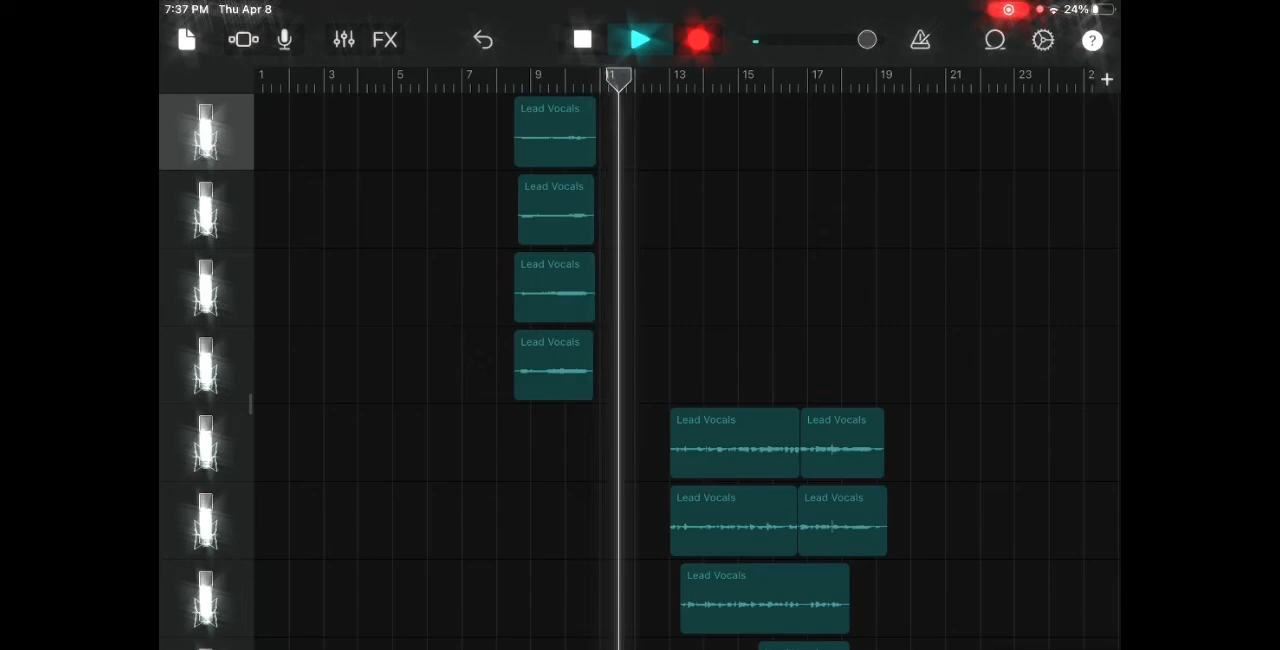 7:37 PM Thu Apr 8
24%
FX
?
1 3 5 7 9 11 13 15 17 19 21 23 2
+
Lead Vocals
Lead Vocals
Lead Vocals
Lead Vocals
Lead Vocals Lead Vocals
Lead Vocals Lead Vocals
Lead Vocals